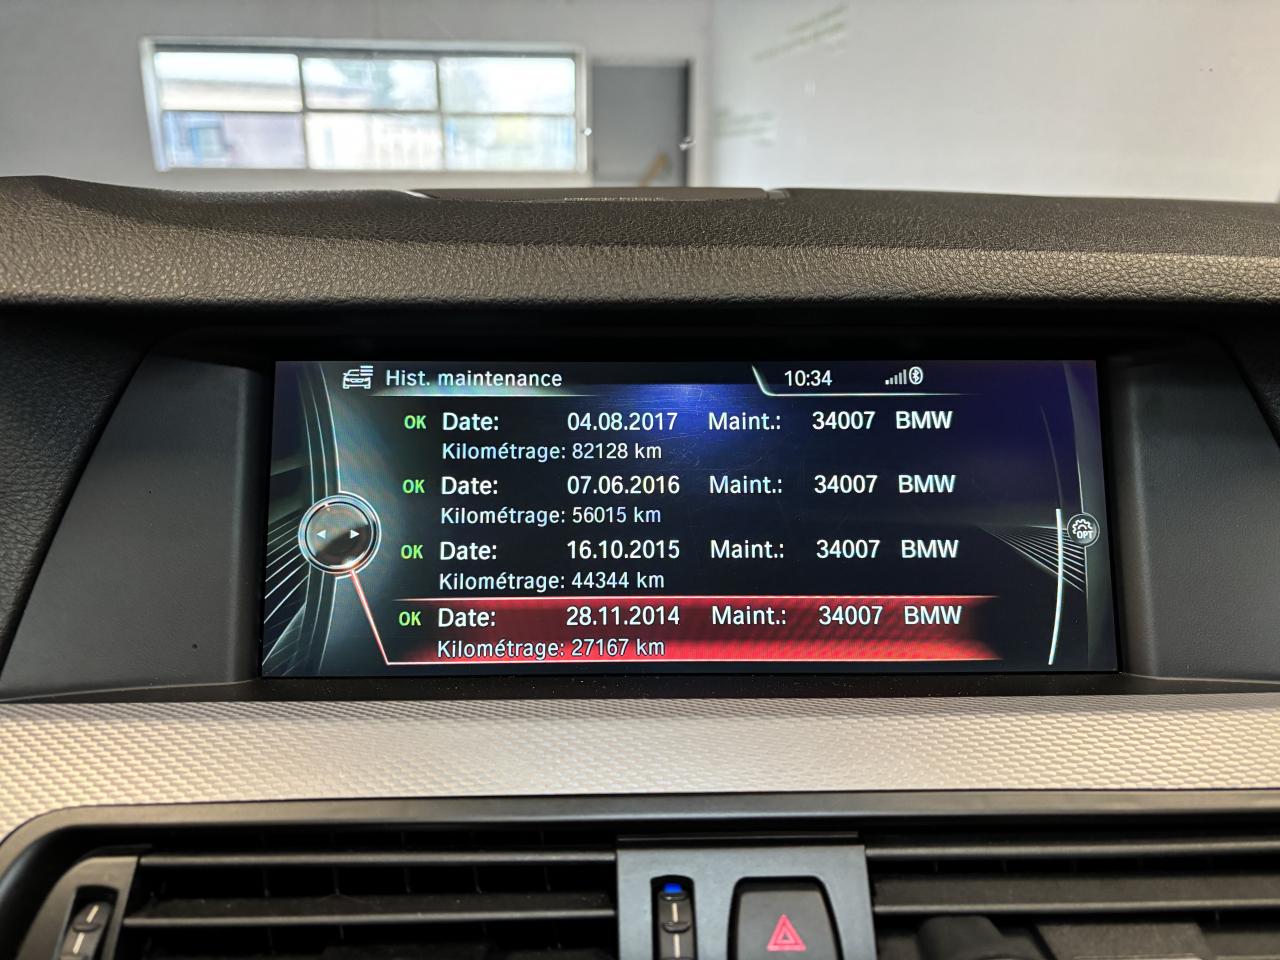 Hist. maintenance 10:34
OK Date: 04.08.2017 Maint.: 34007 BMW
Kilométrage: 82128 km
OK Date: 07.06.2016 Maint.: 34007 BMW
Kilométrage: 56015 km
OK Date: 16.10.2015 Maint.: 34007 BMW
Kilométrage: 44344 km
OK Date: 28.11.2014 Maint.: 34007 BMW
Kilométrage: 27167 km
OPT